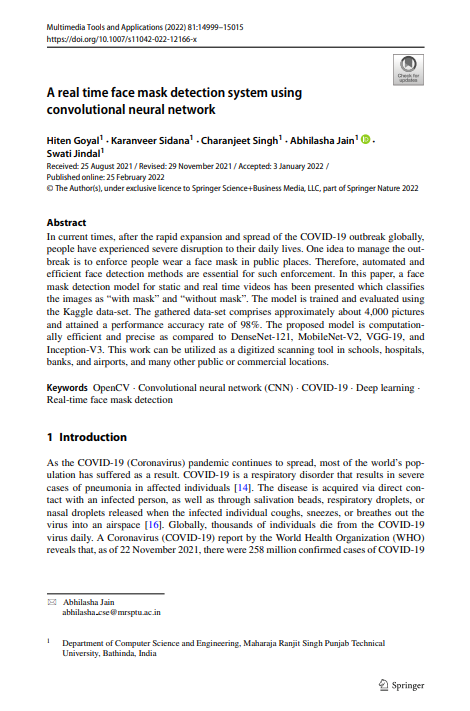 Multimedia Tools and Applications (2022) 81:14999–15015
https://doi.org/10.1007/s11042-022-12166-x
Check for
updates
A real time face mask detection system using
convolutional neural network
Hiten Goyal1 · Karanveer Sidana1 · Charanjeet Singh1 · Abhilasha Jain1 iD ·
Swati Jindal1
Received: 25 August 2021 / Revised: 29 November 2021 / Accepted: 3 January 2022 /
Published online: 25 February 2022
© The Author(s), under exclusive licence to Springer Science+Business Media, LLC, part of Springer Nature 2022
Abstract
In current times, after the rapid expansion and spread of the COVID-19 outbreak globally,
people have experienced severe disruption to their daily lives. One idea to manage the out-
break is to enforce people wear a face mask in public places. Therefore, automated and
efficient face detection methods are essential for such enforcement. In this paper, a face
mask detection model for static and real time videos has been presented which classifies
the images as “with mask” and “without mask”. The model is trained and evaluated using
the Kaggle data-set. The gathered data-set comprises approximately about 4,000 pictures
and attained a performance accuracy rate of 98%. The proposed model is computation-
ally efficient and precise as compared to DenseNet-121, MobileNet-V2, VGG-19, and
Inception-V3. This work can be utilized as a digitized scanning tool in schools, hospitals,
banks, and airports, and many other public or commercial locations.
Keywords OpenCV · Convolutional neural network (CNN) · COVID-19 · Deep learning ·
Real-time face mask detection
1 Introduction
As the COVID-19 (Coronavirus) pandemic continues to spread, most of the world’s pop-
ulation has suffered as a result. COVID-19 is a respiratory disorder that results in severe
cases of pneumonia in affected individuals [14]. The disease is acquired via direct con-
tact with an infected person, as well as through salivation beads, respiratory droplets, or
nasal droplets released when the infected individual coughs, sneezes, or breathes out the
virus into an airspace [16]. Globally, thousands of individuals die from the COVID-19
virus daily. A Coronavirus (COVID-19) report by the World Health Organization (WHO)
reveals that, as of 22 November 2021, there were 258 million confirmed cases of COVID-19
Abhilasha Jain
abhilasha.cse@mrsptu.ac.in
1 Department of Computer Science and Engineering, Maharaja Ranjit Singh Punjab Technical
University, Bathinda, India
Springer